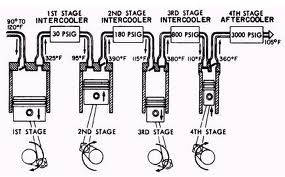 1ST STAGE
INTERCOOLER
2ND STAGE
INTERCOOLER
3RD STAGE
INTERCOOLER
4TH STAGE
AFTERCOOLER
90° TO
120°F
30 PSIG
180 PSIG
800 PSIG
3000 PSIG
105°F
325°F
95°F
390°F
115°F
380°F
110°F
360°F
1ST STAGE
2ND STAGE
3RD STAGE
4TH STAGE